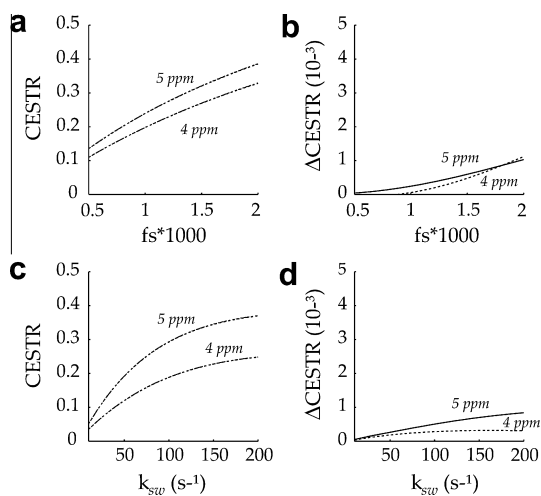 a
0.5
0.4
0.3
0.2
0.1
0
CESTR
5 ppm
4 ppm
0.5 1 1.5 2
fs*1000
b
5
4
3
2
1
0
ΔCESTR (10-³)
5 ppm
4 ppm
0.5 1 1.5 2
fs*1000
c
0.5
0.4
0.3
0.2
0.1
0
CESTR
5 ppm
4 ppm
50 100 150 200
ksw (s-¹)
d
5
4
3
2
1
0
ΔCESTR (10-³)
5 ppm
4 ppm
50 100 150 200
ksw (s-¹)